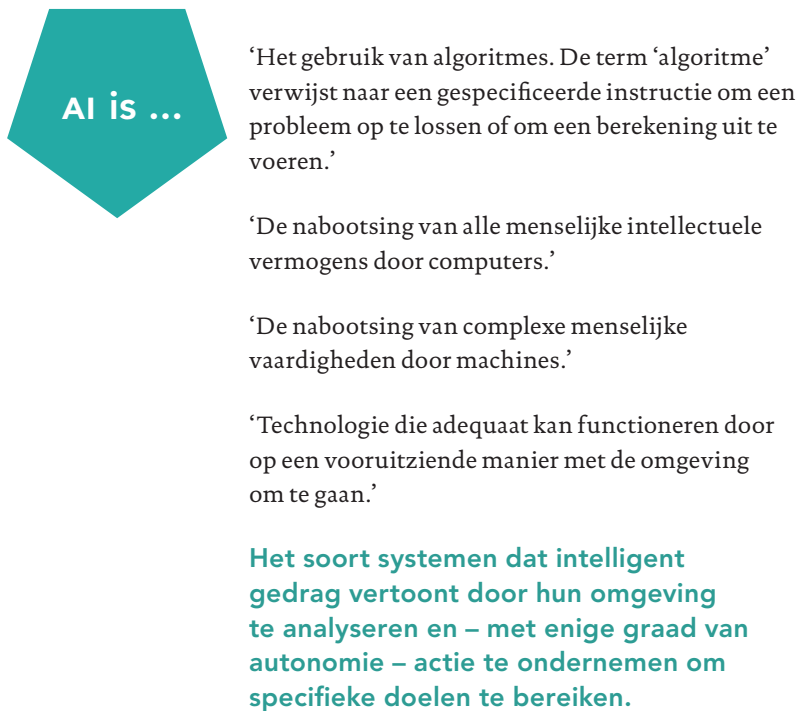 AI is ...
‘Het gebruik van algoritmes. De term ‘algoritme’
verwijst naar een gespecificeerde instructie om een
probleem op te lossen of om een berekening uit te
voeren.’
‘De nabootsing van alle menselijke intellectuele
vermogens door computers.’
‘De nabootsing van complexe menselijke
vaardigheden door machines.’
‘Technologie die adequaat kan functioneren door
op een vooruitziende manier met de omgeving
om te gaan.’
Het soort systemen dat intelligent
gedrag vertoont door hun omgeving
te analyseren en – met enige graad van
autonomie – actie te ondernemen om
specifieke doelen te bereiken.